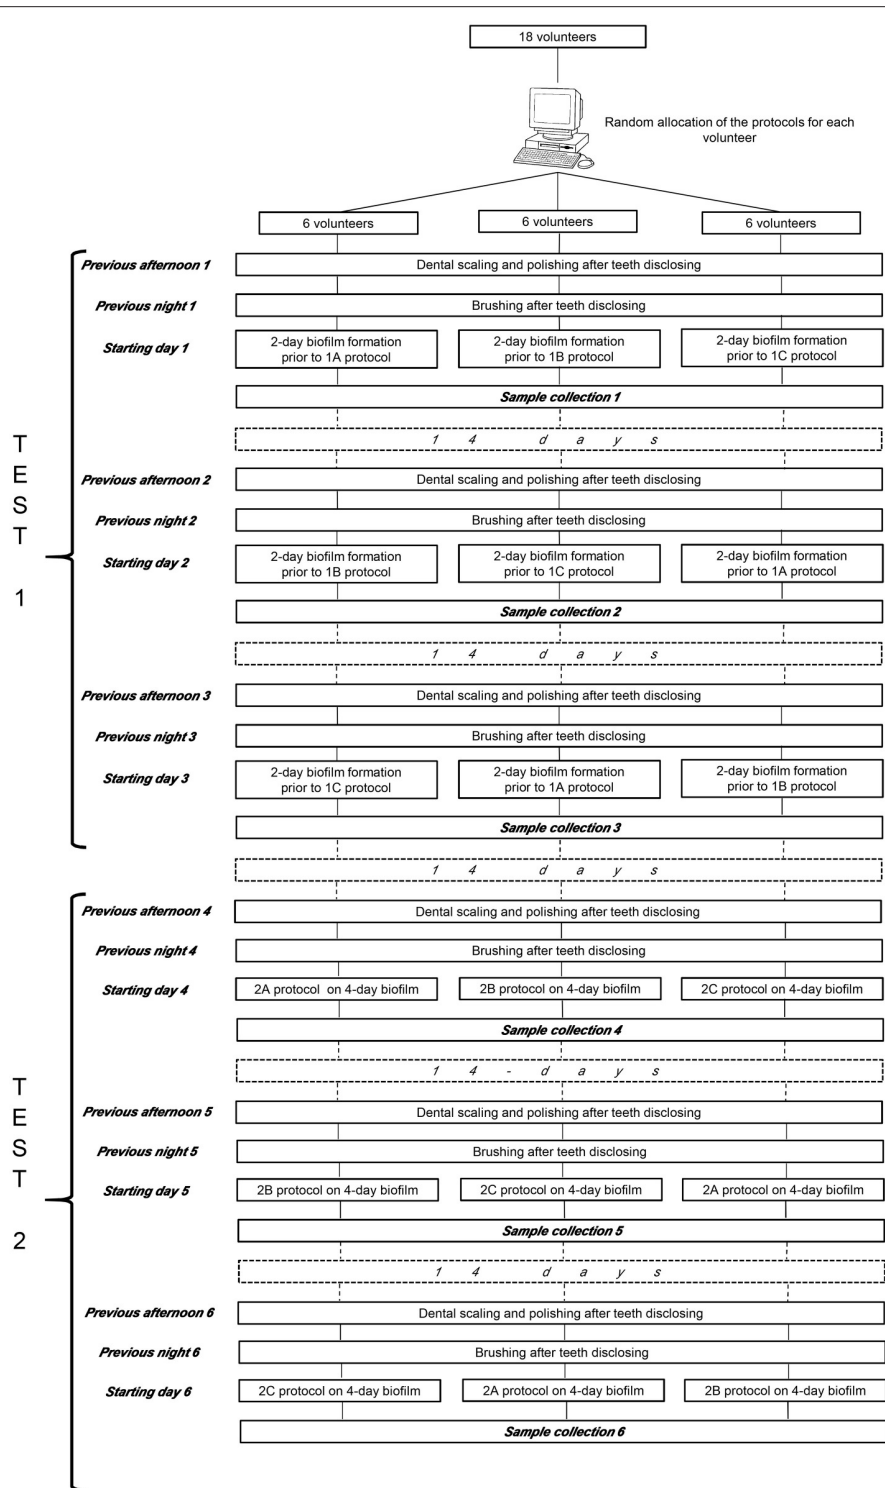 18 volunteers
Random allocation of the protocols for each
volunteer
6 volunteers 6 volunteers 6 volunteers
TEST 1
Previous afternoon 1 Dental scaling and polishing after teeth disclosing
Previous night 1 Brushing after teeth disclosing
Starting day 1
2-day biofilm formation
prior to 1A protocol
2-day biofilm formation
prior to 1B protocol
2-day biofilm formation
prior to 1C protocol
Sample collection 1
14 days
Previous afternoon 2 Dental scaling and polishing after teeth disclosing
Previous night 2 Brushing after teeth disclosing
Starting day 2
2-day biofilm formation
prior to 1B protocol
2-day biofilm formation
prior to 1C protocol
2-day biofilm formation
prior to 1A protocol
Sample collection 2
14 days
Previous afternoon 3 Dental scaling and polishing after teeth disclosing
Previous night 3 Brushing after teeth disclosing
Starting day 3
2-day biofilm formation
prior to 1C protocol
2-day biofilm formation
prior to 1A protocol
2-day biofilm formation
prior to 1B protocol
Sample collection 3
14 days
TEST 2
Previous afternoon 4 Dental scaling and polishing after teeth disclosing
Previous night 4 Brushing after teeth disclosing
Starting day 4 2A protocol on 4-day biofilm 2B protocol on 4-day biofilm 2C protocol on 4-day biofilm
Sample collection 4
14-days
Previous afternoon 5 Dental scaling and polishing after teeth disclosing
Previous night 5 Brushing after teeth disclosing
Starting day 5 2B protocol on 4-day biofilm 2C protocol on 4-day biofilm 2A protocol on 4-day biofilm
Sample collection 5
14 days
Previous afternoon 6 Dental scaling and polishing after teeth disclosing
Previous night 6 Brushing after teeth disclosing
Starting day 6 2C protocol on 4-day biofilm 2A protocol on 4-day biofilm 2B protocol on 4-day biofilm
Sample collection 6